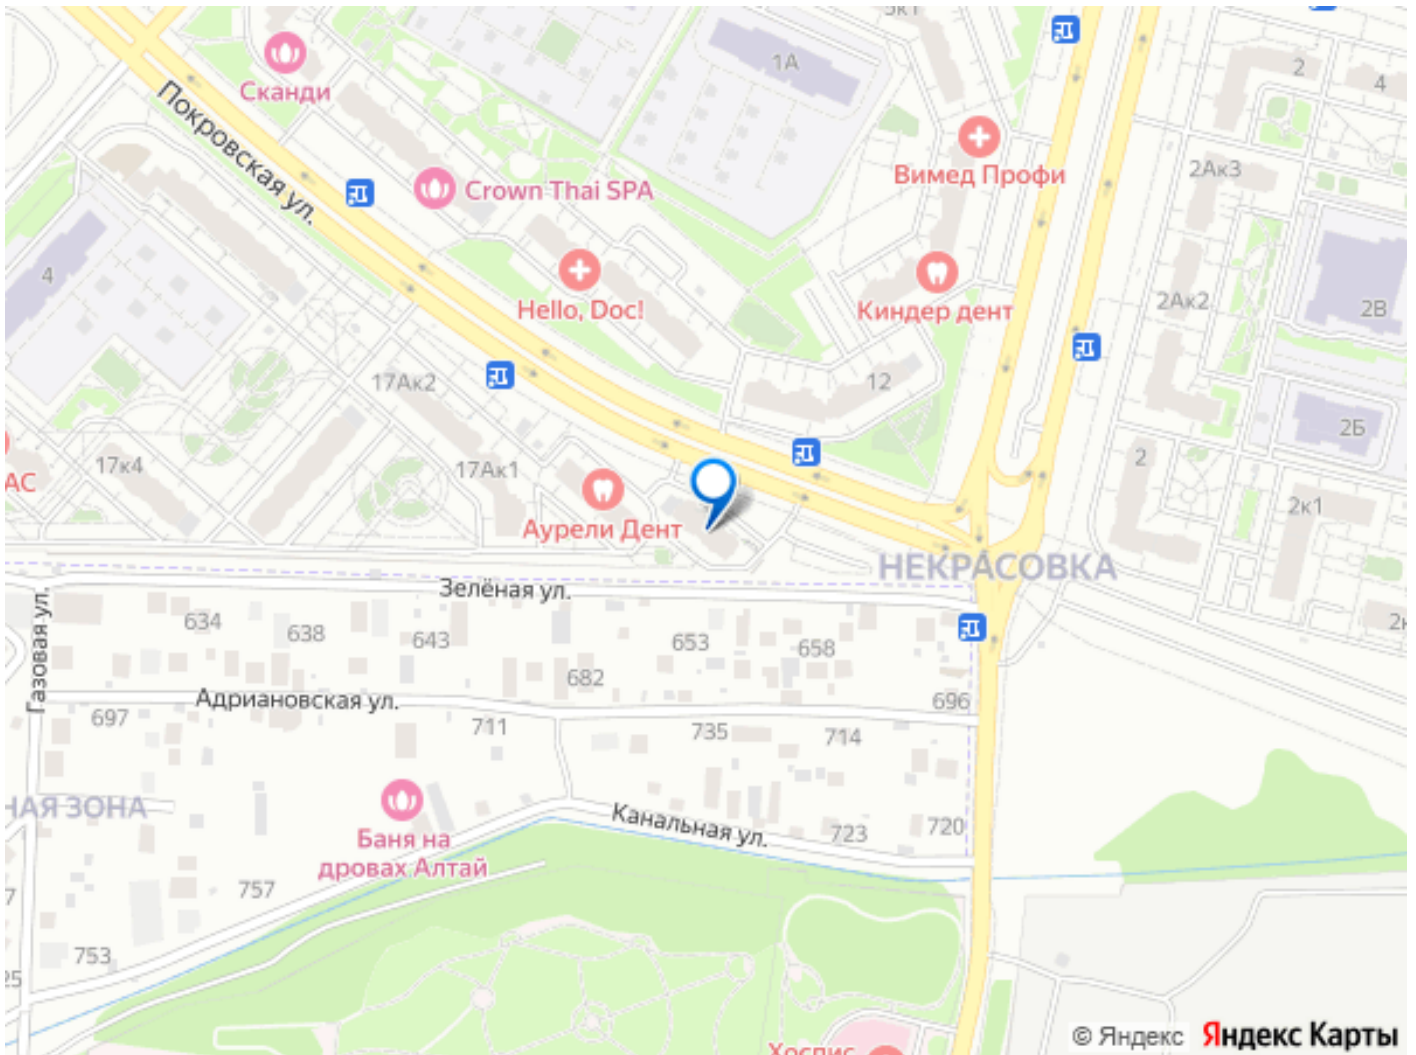 5к1
1А
2
4
Сканди
Покровская ул.
Вимед Профи
2Ак3
Crown Thai SPA
4
Hello, Doc!
Киндер дент
2Ак2
2В
17Ак2
12
2Б
17к4
17Ак1
2
АС
Аурели Дент
2к1
НЕКРАСОВКА
Зелёная ул.
Газовая ул.
634
638
643
653
658
682
696
Адриановская ул.
697
711
735
714
НАЯ ЗОНА
Канальная ул.
723
720
Баня на
дровах Алтай
757
753
Хоспис
© Яндекс Яндекс Карты